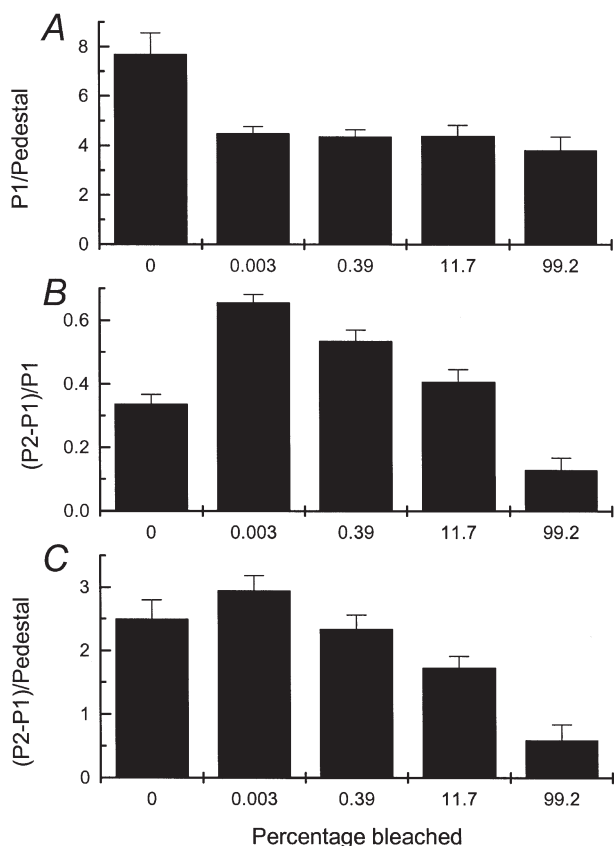 A
P1/Pedestal
8
6
4
2
0
0 0.003 0.39 11.7 99.2
B
(P2-P1)/P1
0.6
0.4
0.2
0.0
0 0.003 0.39 11.7 99.2
C
(P2-P1)/Pedestal
3
2
1
0
0 0.003 0.39 11.7 99.2
Percentage bleached